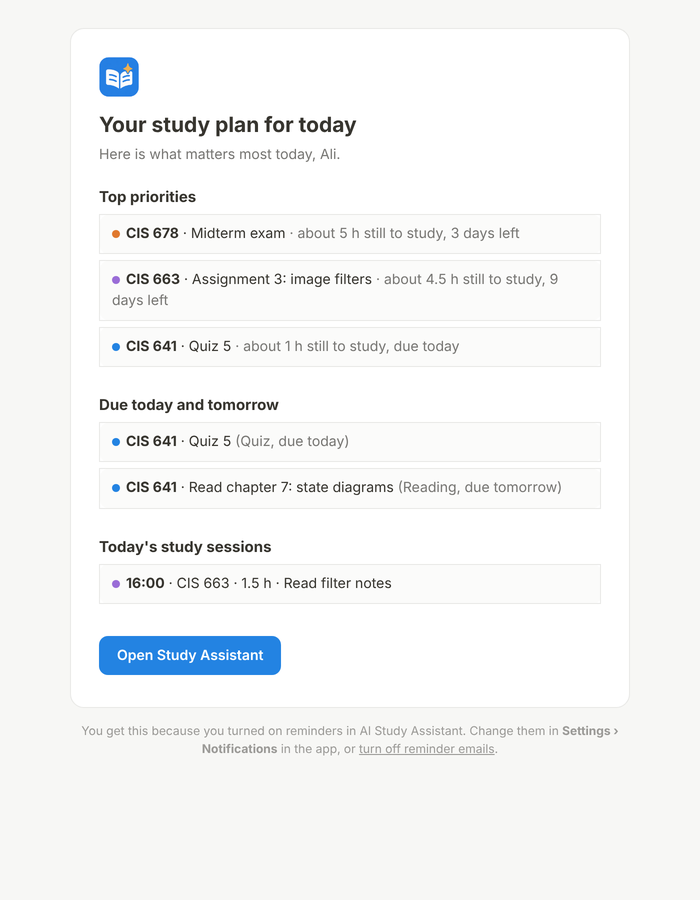 Your study plan for today
Here is what matters most today, Ali.
Top priorities
CIS 678 · Midterm exam · about 5 h still to study, 3 days left
CIS 663 · Assignment 3: image filters · about 4.5 h still to study, 9
days left
CIS 641 · Quiz 5 · about 1 h still to study, due today
Due today and tomorrow
CIS 641 · Quiz 5 (Quiz, due today)
CIS 641 · Read chapter 7: state diagrams (Reading, due tomorrow)
Today's study sessions
16:00 · CIS 663 · 1.5 h · Read filter notes
Open Study Assistant
You get this because you turned on reminders in AI Study Assistant. Change them in Settings ›
Notifications in the app, or turn off reminder emails.